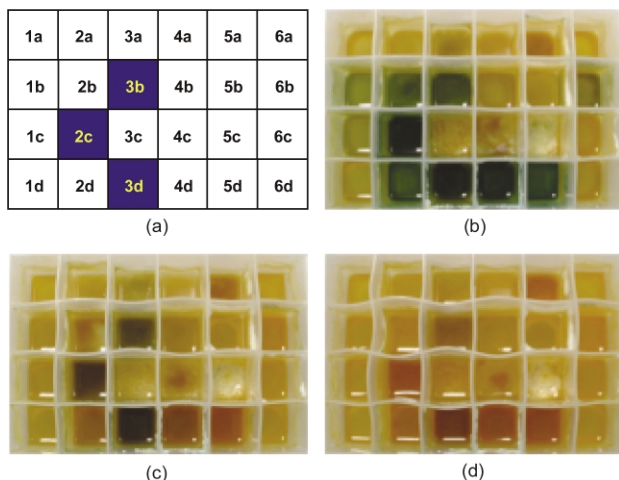 1a 2a 3a 4a 5a 6a
1b 2b 3b 4b 5b 6b
1c 2c 3c 4c 5c 6c
1d 2d 3d 4d 5d 6d
(a)
(b)
(c)
(d)